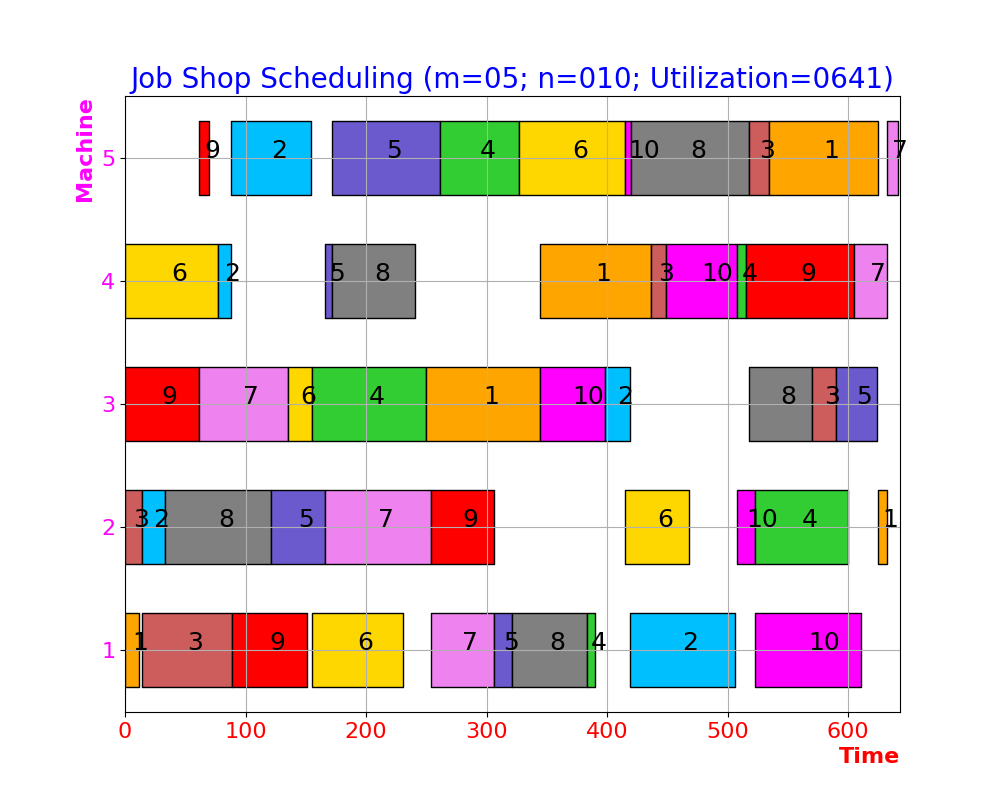 Job Shop Scheduling (m=05; n=010; Utilization=0641)
Machine
5
9 2 5 4 6 10 8 3 1 7
4
6 2 5 8 1 3 10 4 9 7
3
9 7 6 4 1 10 2 8 3 5
2
3 2 8 5 7 9 6 10 4 1
1
1 3 9 6 7 5 8 4 2 10
0 100 200 300 400 500 600
Time